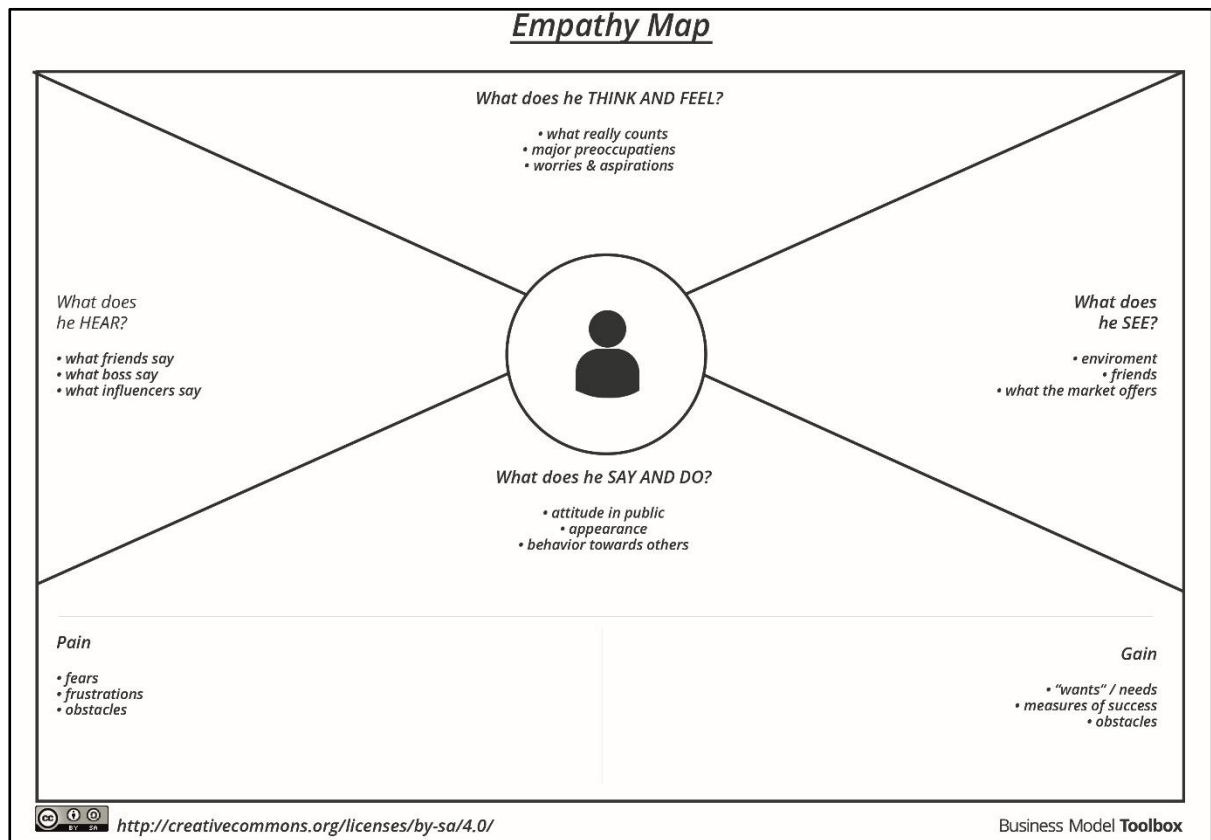 Empathy Map
What does he THINK AND FEEL?
• what really counts
• major preoccupatiens
• worries & aspirations
What does
he HEAR?
• what friends say
• what boss say
• what influencers say
What does
he SEE?
• enviroment
• friends
• what the market offers
What does he SAY AND DO?
• attitude in public
• appearance
• behavior towards others
Pain
• fears
• frustrations
• obstacles
Gain
• “wants” / needs
• measures of success
• obstacles
cc BY SA
http://creativecommons.org/licenses/by-sa/4.0/
Business Model Toolbox